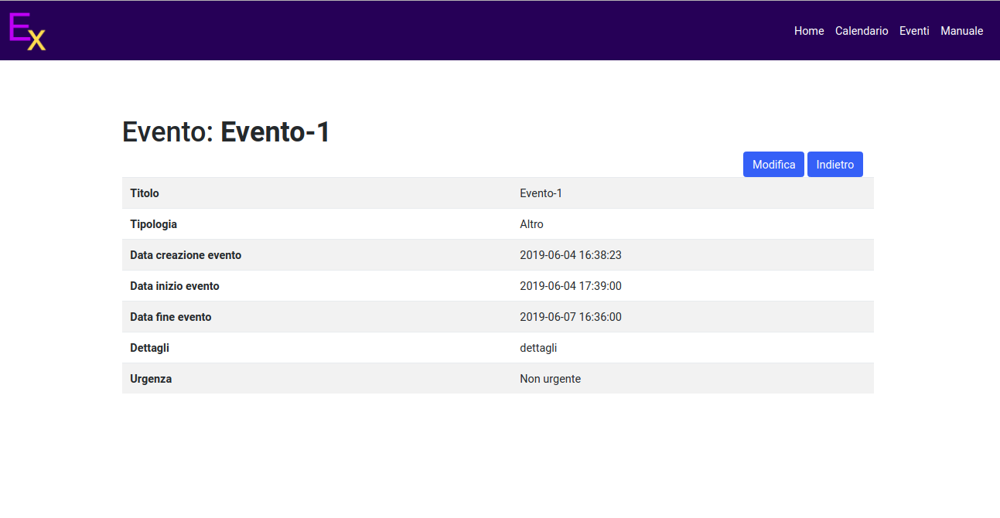 Ex
Home Calendario Eventi Manuale
Evento: Evento-1
Modifica Indietro
Titolo Evento-1
Tipologia Altro
Data creazione evento 2019-06-04 16:38:23
Data inizio evento 2019-06-04 17:39:00
Data fine evento 2019-06-07 16:36:00
Dettagli dettagli
Urgenza Non urgente